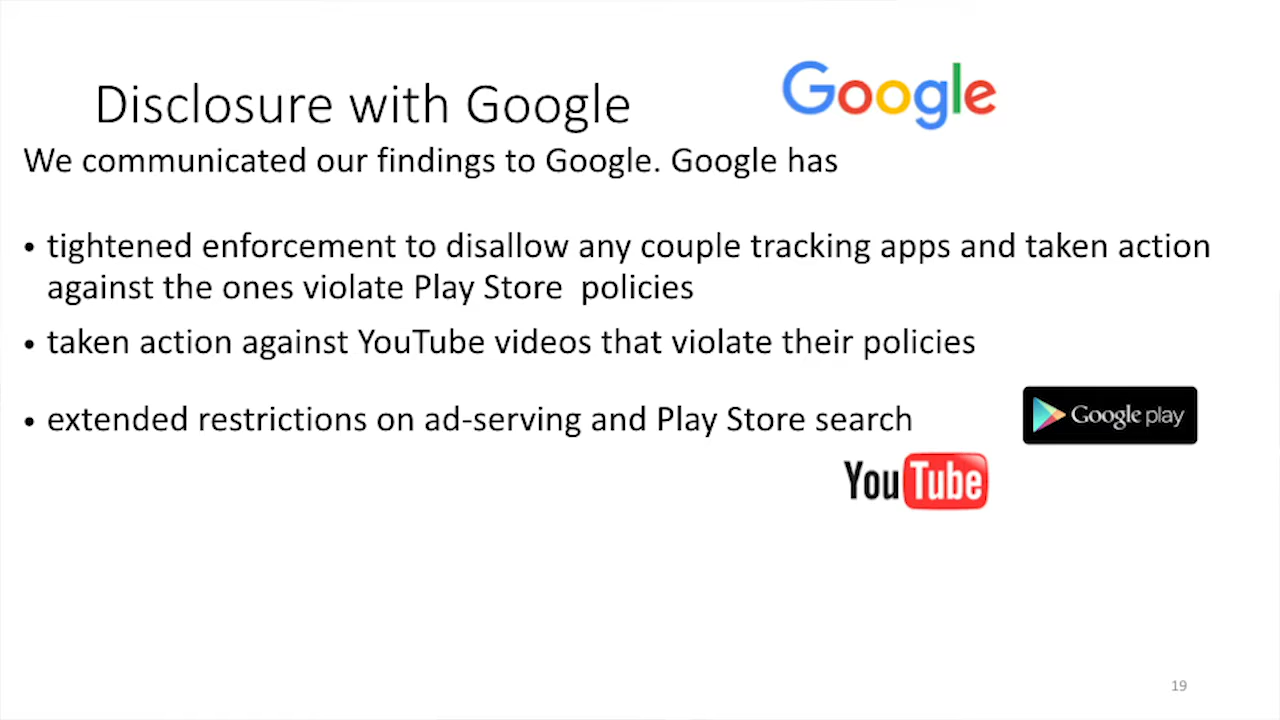 Disclosure with Google
Google
We communicated our findings to Google. Google has
• tightened enforcement to disallow any couple tracking apps and taken action
against the ones violate Play Store policies
• taken action against YouTube videos that violate their policies
• extended restrictions on ad-serving and Play Store search
Google play
YouTube
19